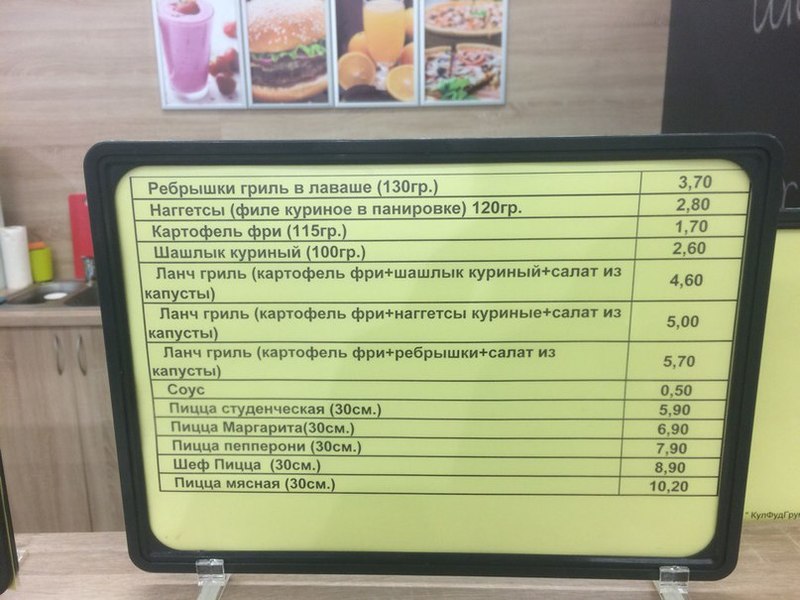 Ребрышки гриль в лаваше (130гр.) 3,70
Наггетсы (филе куриное в панировке) 120гр. 2,80
Картофель фри (115гр.) 1,70
Шашлык куриный (100гр.) 2,60
Ланч гриль (картофель фри+шашлык куриный+салат из
капусты) 4,60
Ланч гриль (картофель фри+наггетсы куриные+салат из
капусты) 5,00
Ланч гриль (картофель фри+ребрышки+салат из
капусты) 5,70
Соус 0,50
Пицца студенческая (30см.) 5,90
Пицца Маргарита(30см.) 6,90
Пицца пепперони (30см.) 7,90
Шеф Пицца (30см.) 8,90
Пицца мясная (30см.) 10,20